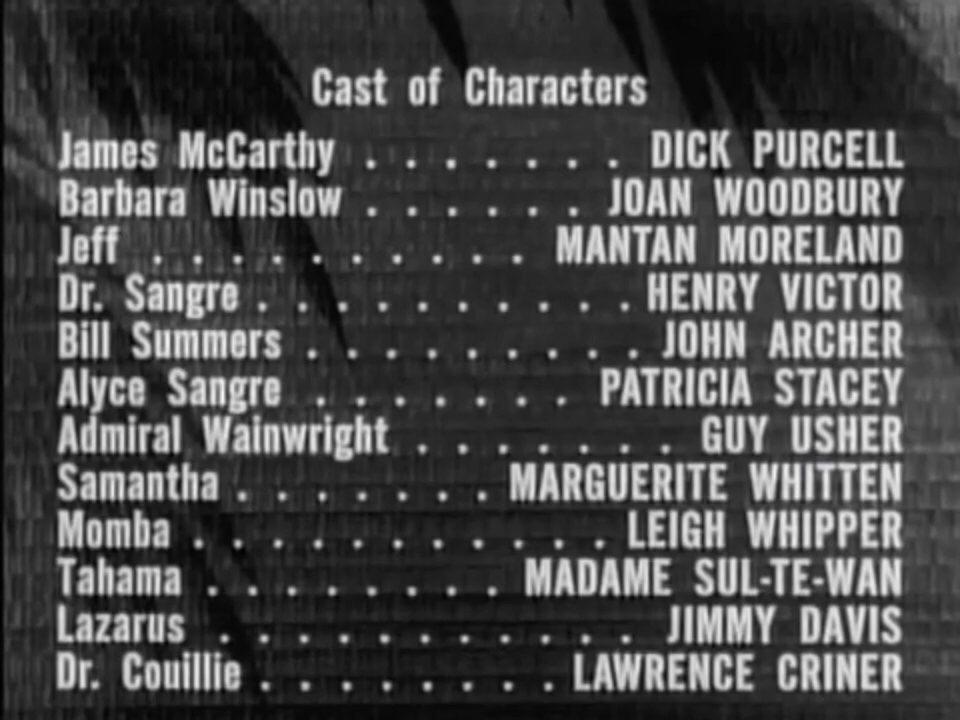 Cast of Characters
James McCarthy . . . . . . . DICK PURCELL
Barbara Winslow . . . . . . JOAN WOODBURY
Jeff . . . . . . . . . . MANTAN MORELAND
Dr. Sangre . . . . . . . . . . HENRY VICTOR
Bill Summers . . . . . . . . . JOHN ARCHER
Alyce Sangre . . . . . . . PATRICIA STACEY
Admiral Wainwright . . . . . . . GUY USHER
Samantha . . . . . . . MARGUERITE WHITTEN
Momba . . . . . . . . . . . LEIGH WHIPPER
Tahama . . . . . . . . MADAME SUL-TE-WAN
Lazarus . . . . . . . . . . . JIMMY DAVIS
Dr. Couillie . . . . . . . . LAWRENCE CRINER